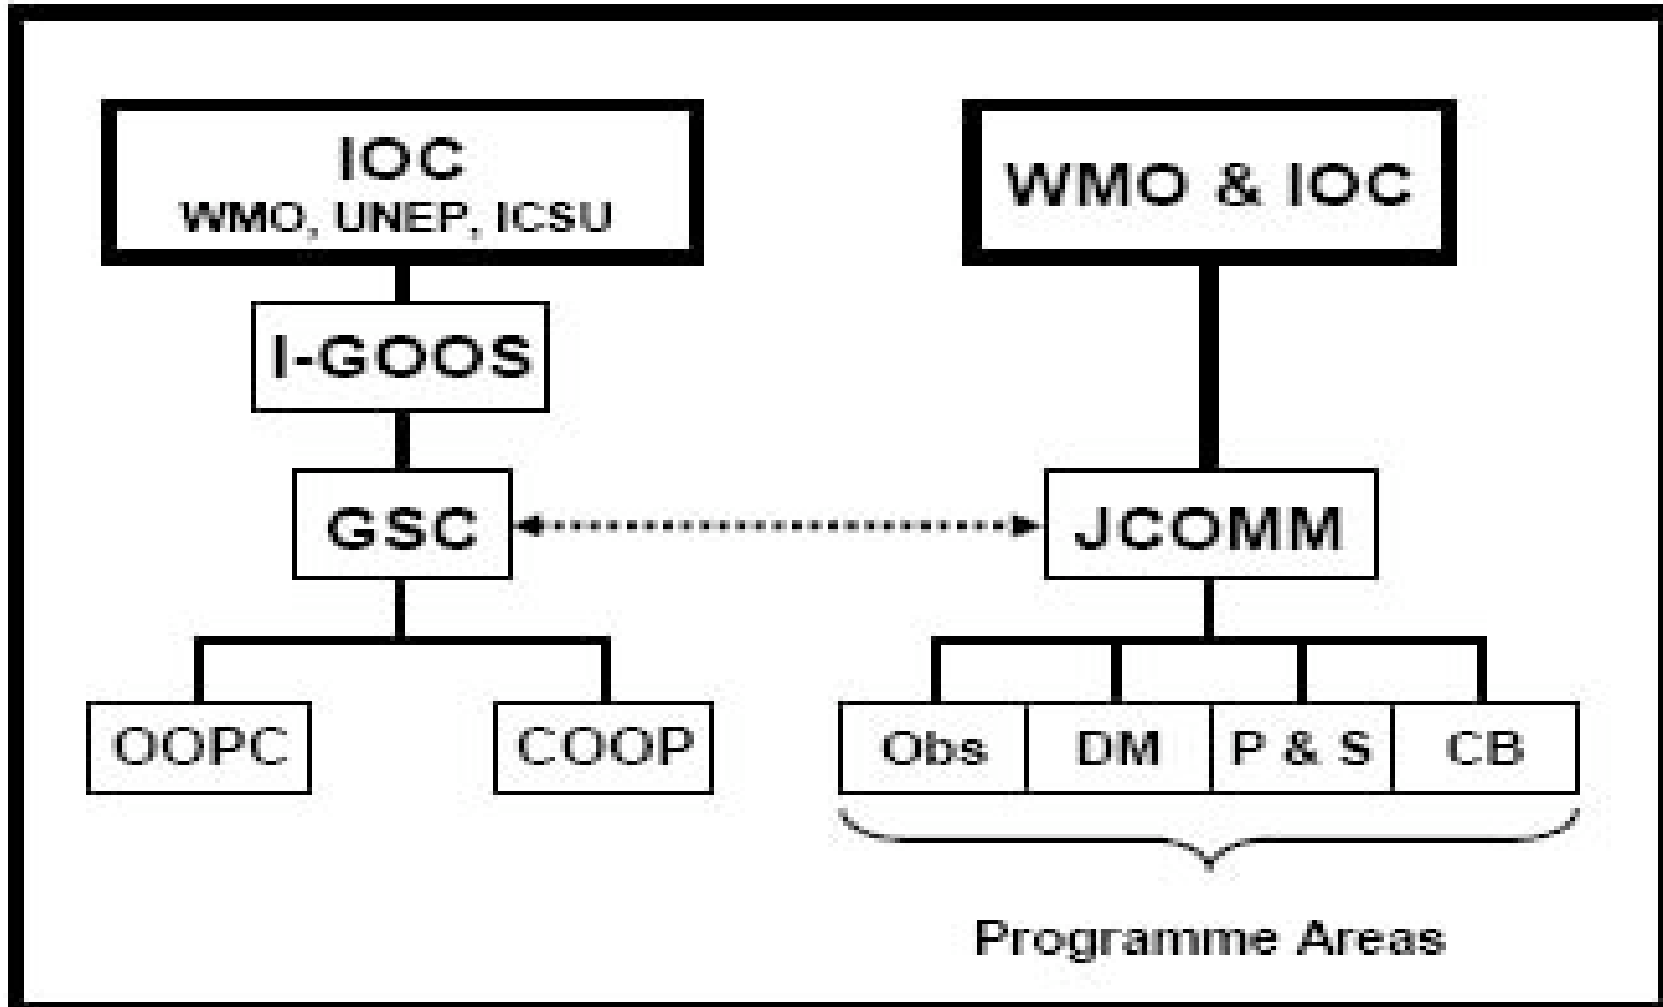 IOC
WMO, UNEP, ICSU
WMO & IOC
I-GOOS
GSC
JCOMM
OOPC
COOP
Obs
DM
P & S
CB
Programme Areas